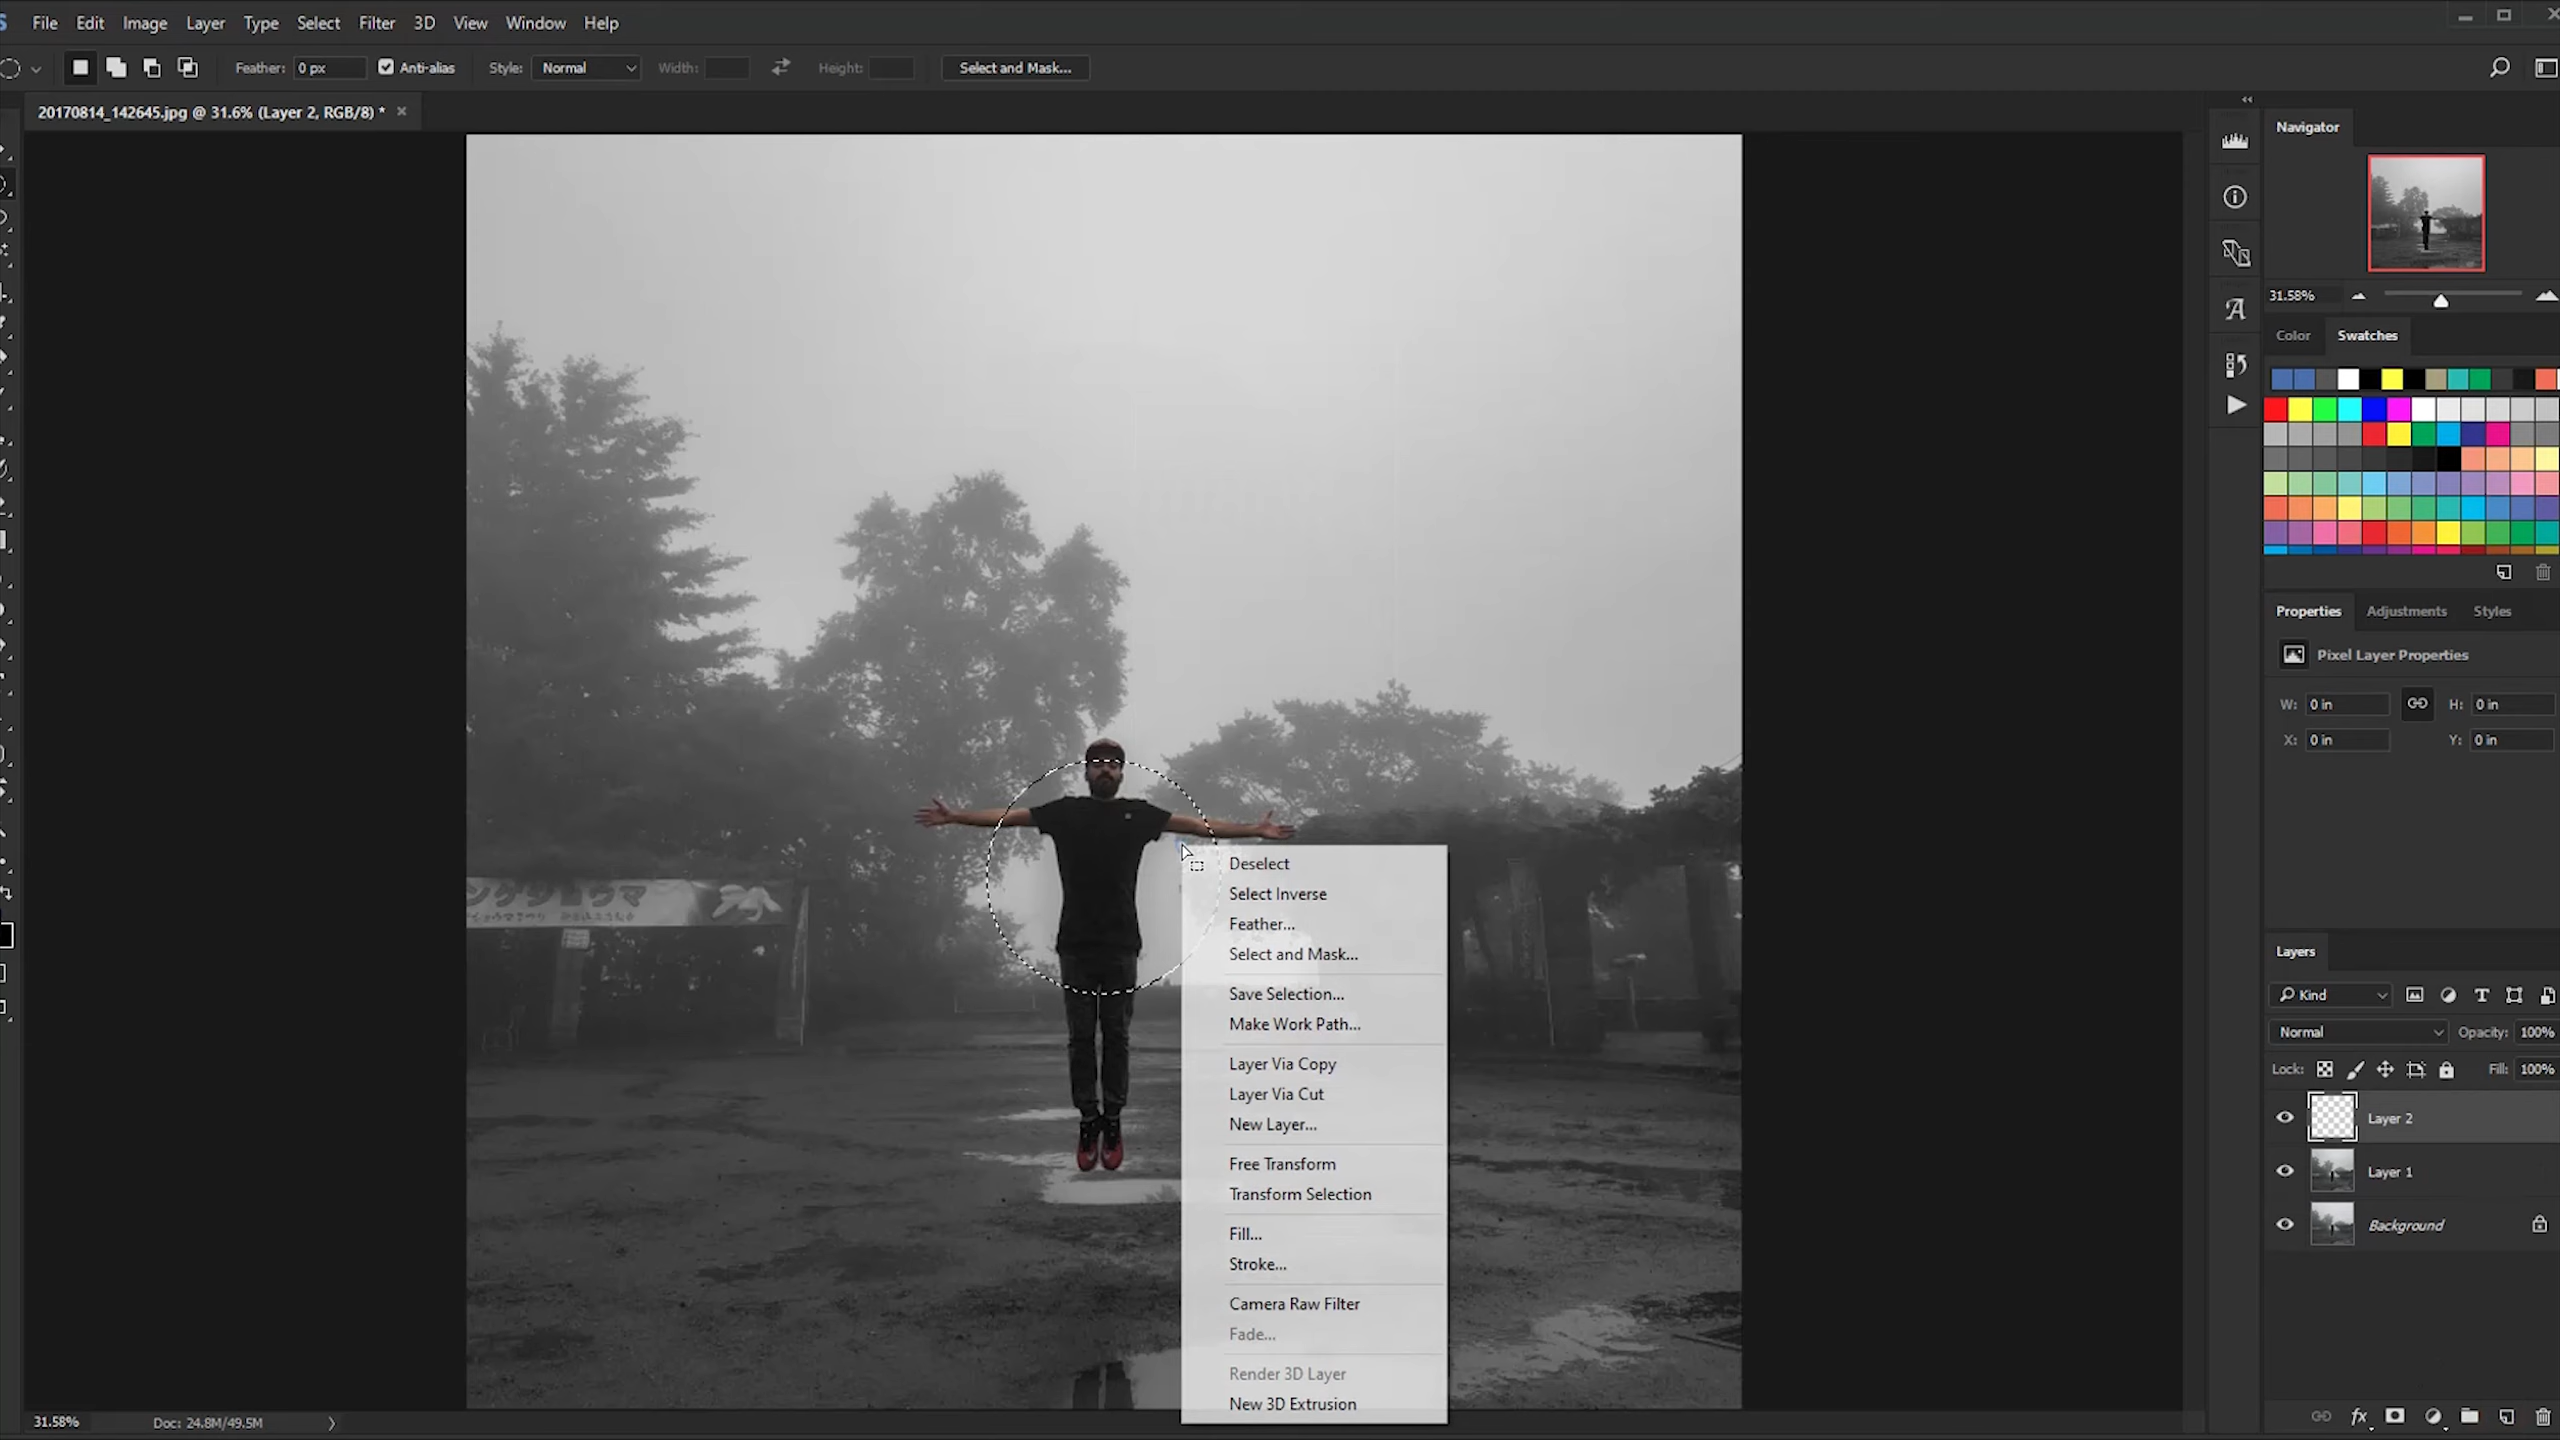 File Edit Image Layer Type Select Filter 3D View Window Help
Feather: 0 px Anti-alias Style: Normal Width: Height: Select and Mask...
20170814_142645.jpg @ 31.6% (Layer 2, RGB/8) *
Navigator
31.58%
Color Swatches
Properties Adjustments Styles
Pixel Layer Properties
W: 0 in H: 0 in
X: 0 in Y: 0 in
Deselect
Select Inverse
Feather...
Select and Mask...
Save Selection...
Make Work Path...
Layer Via Copy
Layer Via Cut
New Layer...
Free Transform
Transform Selection
Fill...
Stroke...
Camera Raw Filter
Fade...
Render 3D Layer
New 3D Extrusion
Layers
Kind
Normal Opacity: 100%
Lock: Fill: 100%
Layer 2
Layer 1
Background
31.58% Doc: 24.8M/49.5M